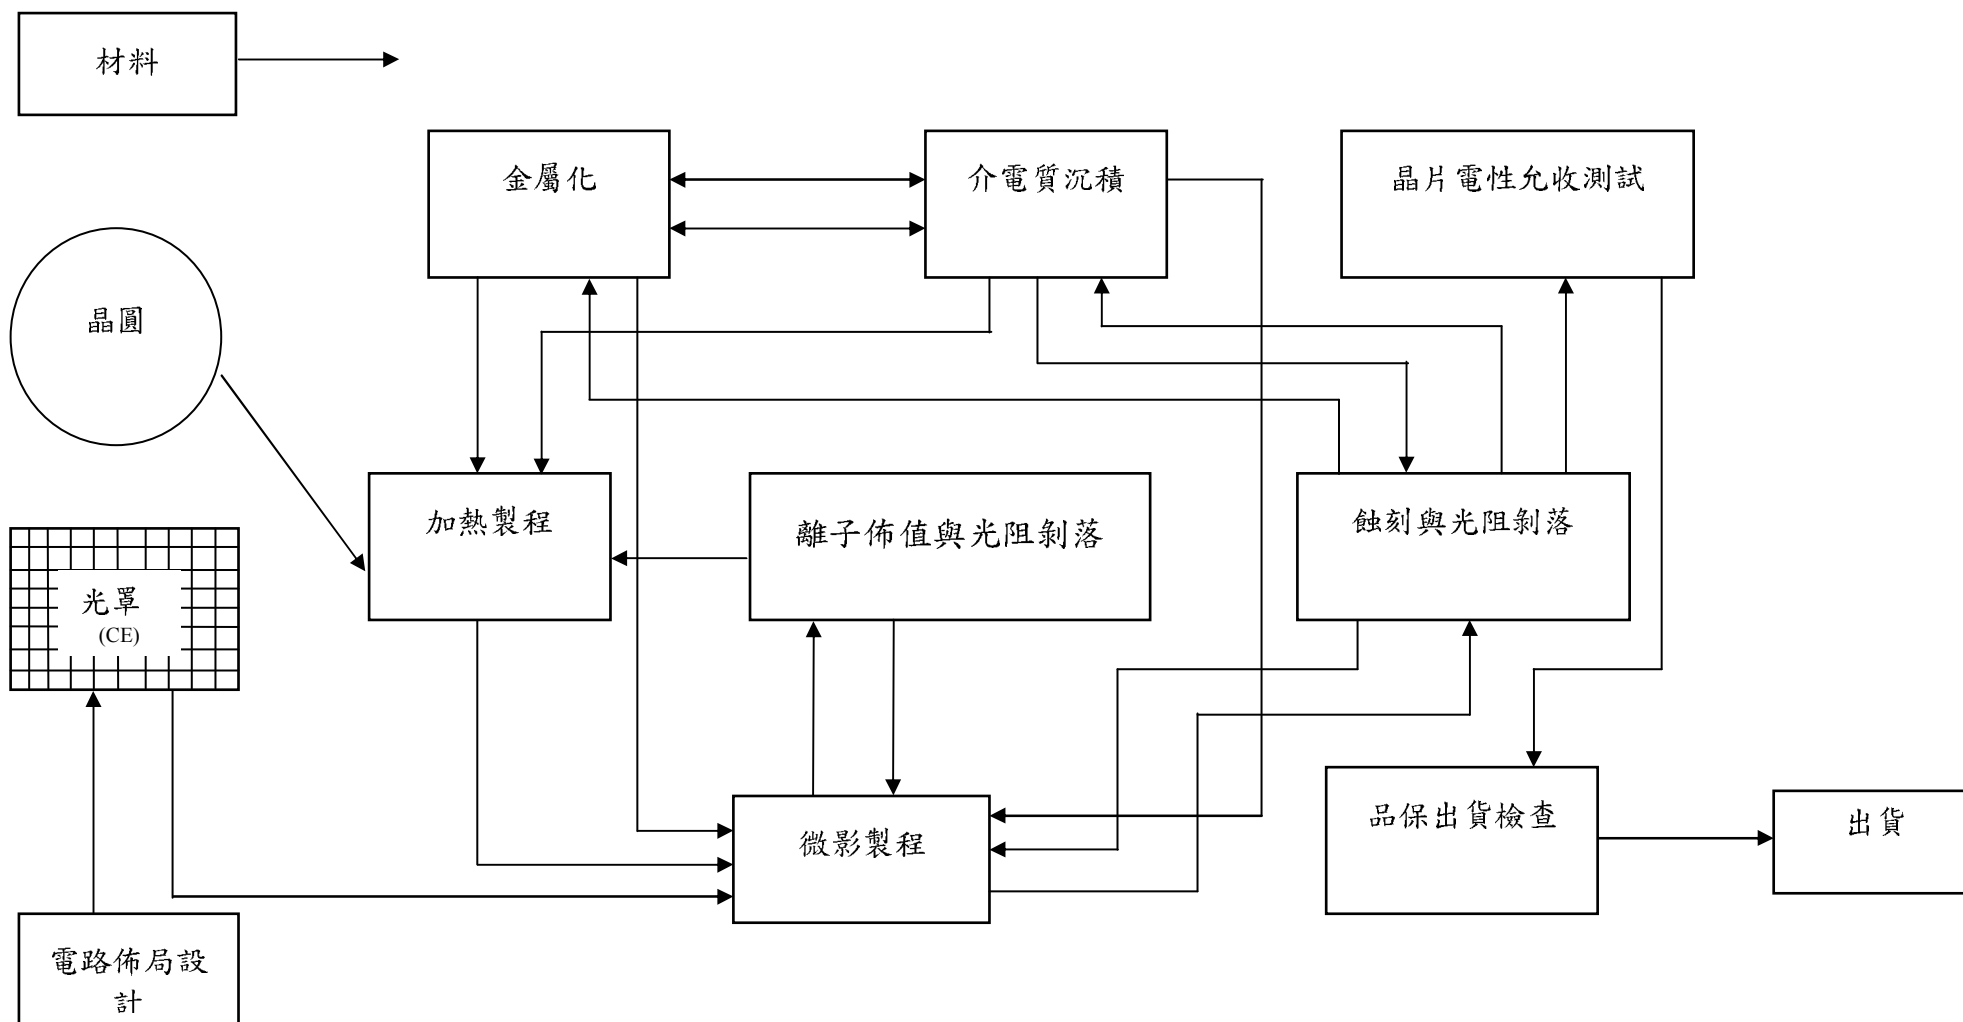 材料
金屬化
介電質沉積
晶片電性允收測試
晶圓
加熱製程
離子佈值與光阻剝落
蝕刻與光阻剝落
光罩
(CE)
微影製程
品保出貨檢查
出貨
電路佈局設
計